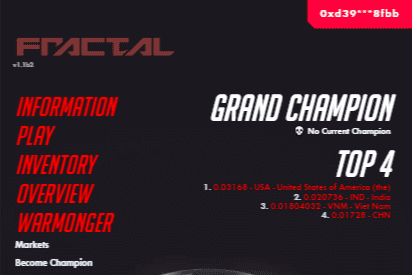 0xd39***8fbb
FRACTAL
v1.1b2
INFORMATION
PLAY
INVENTORY
OVERVIEW
WARMONGER
Markets
Become Champion
GRAND CHAMPION
No Current Champion
TOP 4
1. 0.03168 - USA - United States of America (the)
2. 0.020736 - IND - India
3. 0.01804032 - VNM - Viet Nam
4. 0.01728 - CHN